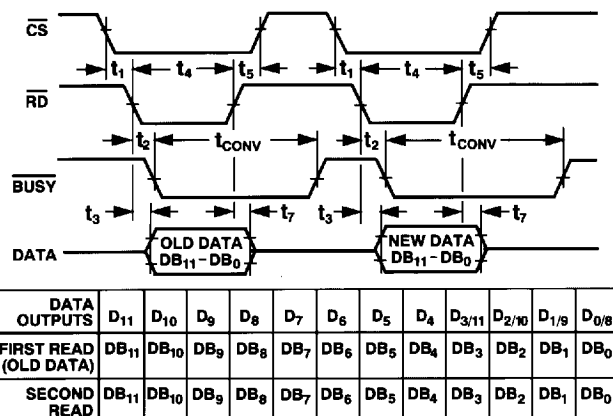 CS
t1 t4 t5 t1 t4 t5
RD
t2 tCONV t2 tCONV
BUSY
t3 t7 t3 t7
DATA OLD DATA DB11–DB0 NEW DATA DB11–DB0
DATA OUTPUTS D11 D10 D9 D8 D7 D6 D5 D4 D3/11 D2/10 D1/9 D0/8
FIRST READ (OLD DATA) DB11 DB10 DB9 DB8 DB7 DB6 DB5 DB4 DB3 DB2 DB1 DB0
SECOND READ DB11 DB10 DB9 DB8 DB7 DB6 DB5 DB4 DB3 DB2 DB1 DB0